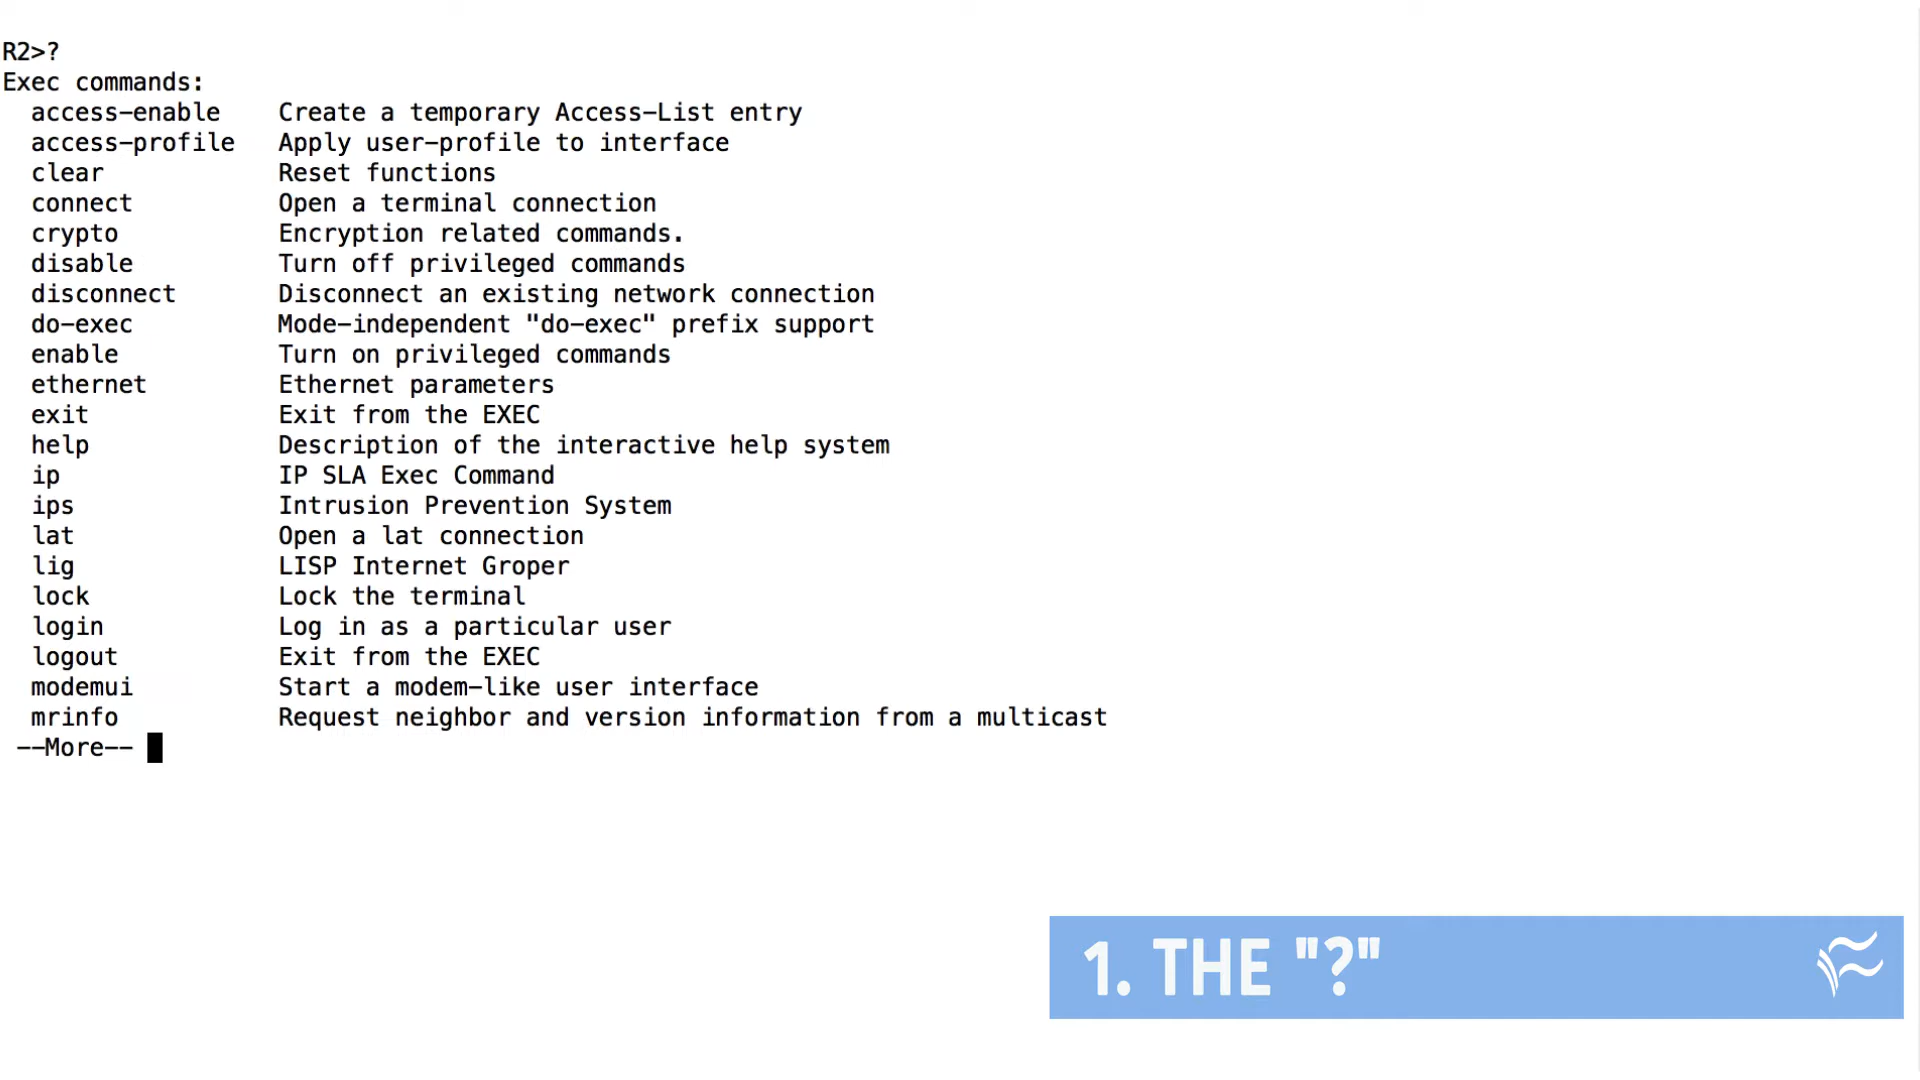 R2>?
Exec commands:
  access-enable    Create a temporary Access-List entry
  access-profile   Apply user-profile to interface
  clear            Reset functions
  connect          Open a terminal connection
  crypto           Encryption related commands.
  disable          Turn off privileged commands
  disconnect       Disconnect an existing network connection
  do-exec          Mode-independent "do-exec" prefix support
  enable           Turn on privileged commands
  ethernet         Ethernet parameters
  exit             Exit from the EXEC
  help             Description of the interactive help system
  ip               IP SLA Exec Command
  ips              Intrusion Prevention System
  lat              Open a lat connection
  lig              LISP Internet Groper
  lock             Lock the terminal
  login            Log in as a particular user
  logout           Exit from the EXEC
  modemui          Start a modem-like user interface
  mrinfo           Request neighbor and version information from a multicast
 --More--
1. THE "?"